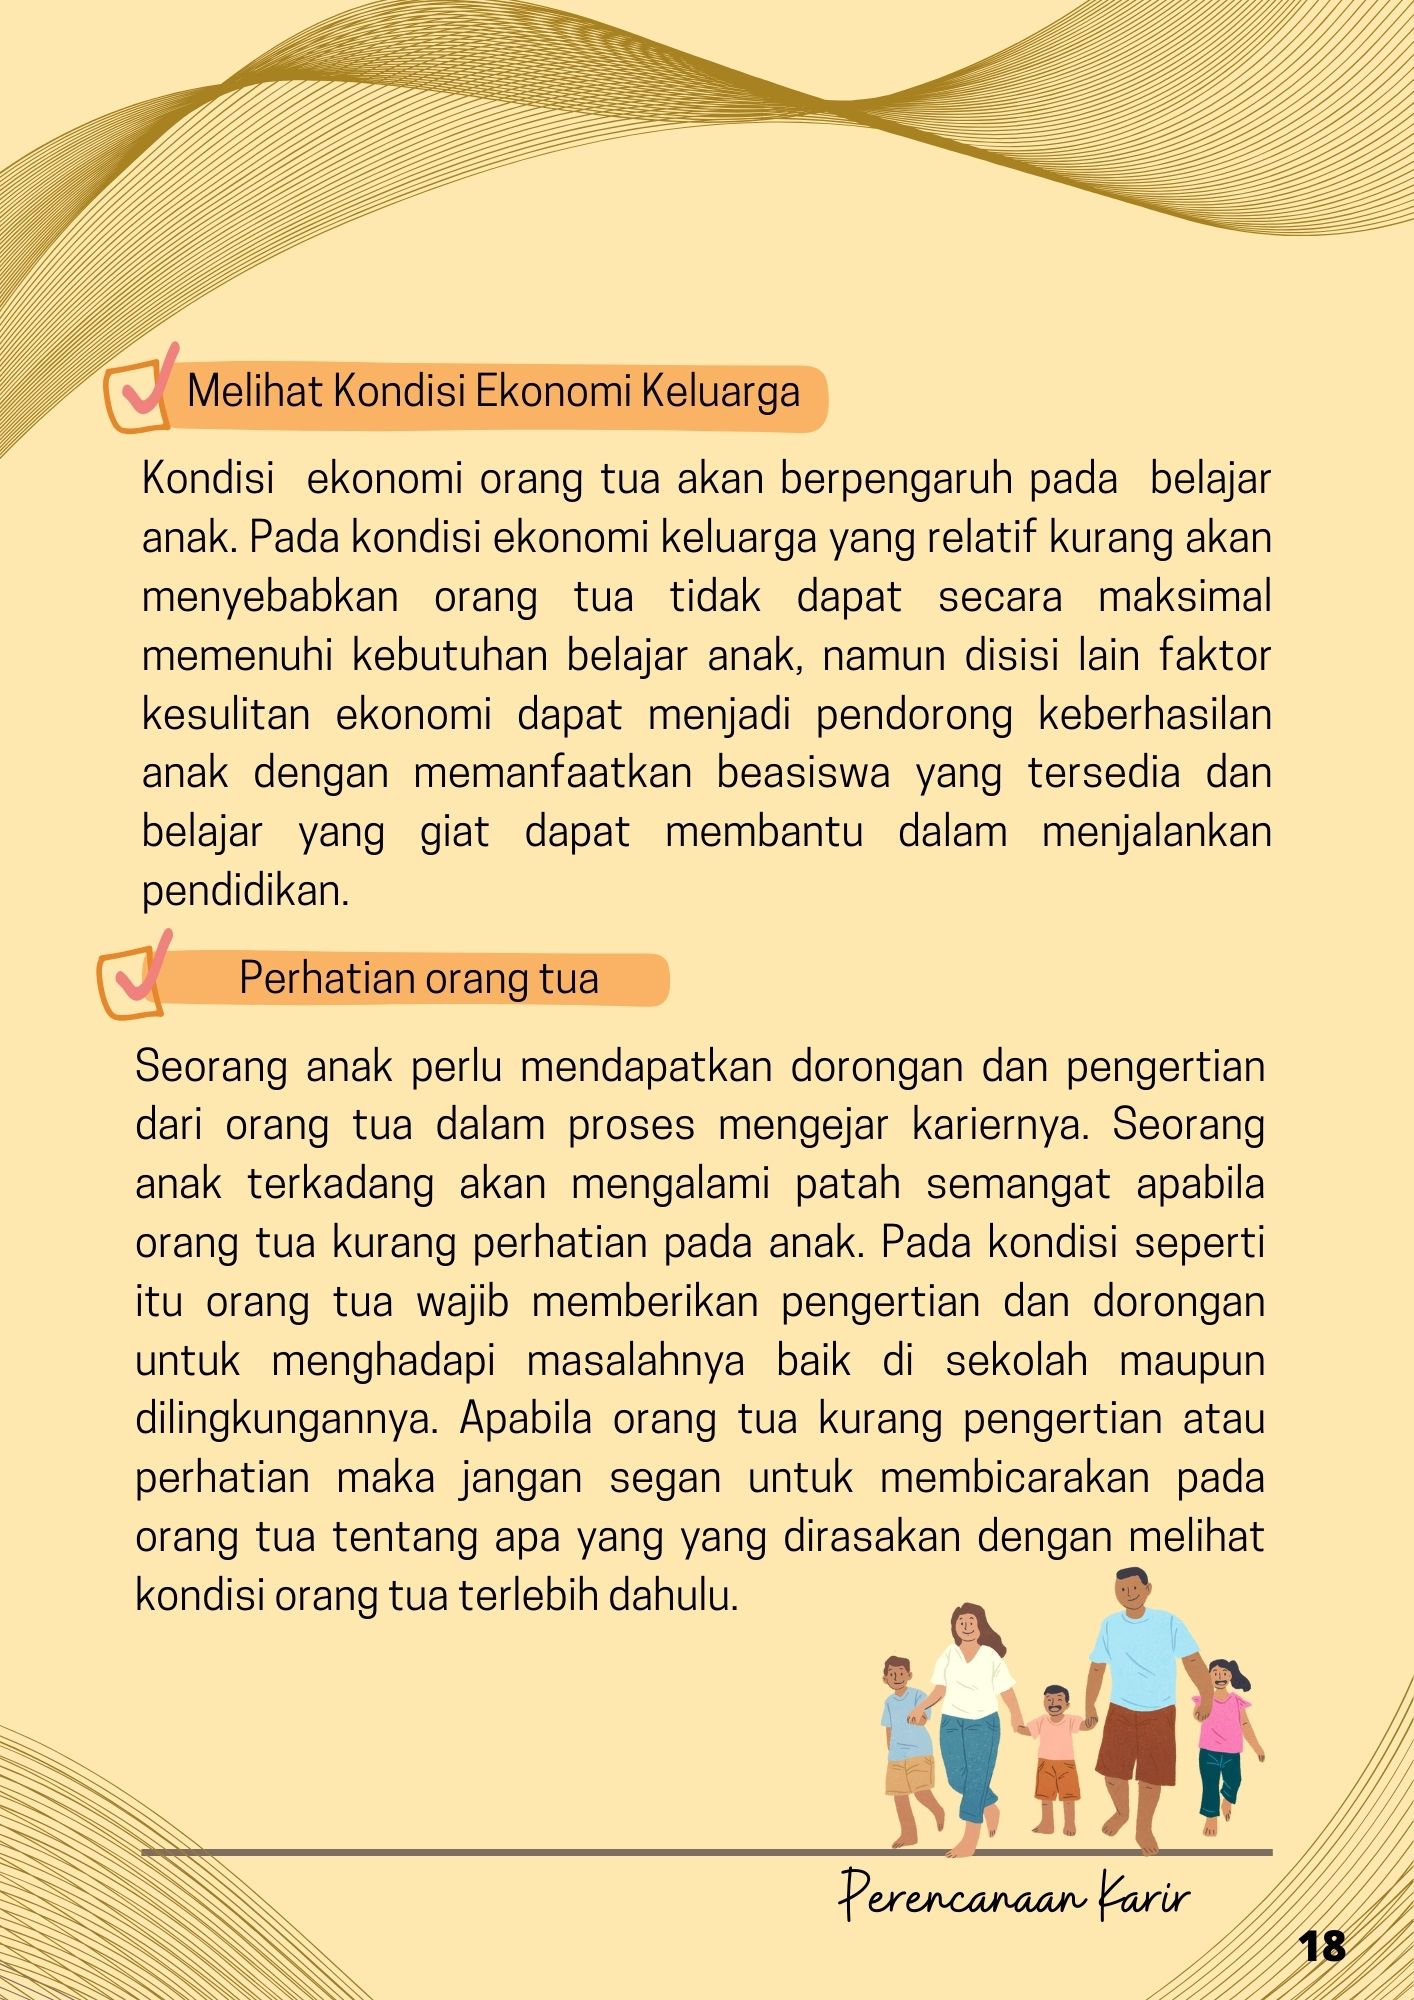 Melihat Kondisi Ekonomi Keluarga
Kondisi ekonomi orang tua akan berpengaruh pada belajar
anak. Pada kondisi ekonomi keluarga yang relatif kurang akan
menyebabkan orang tua tidak dapat secara maksimal
memenuhi kebutuhan belajar anak, namun disisi lain faktor
kesulitan ekonomi dapat menjadi pendorong keberhasilan
anak dengan memanfaatkan beasiswa yang tersedia dan
belajar yang giat dapat membantu dalam menjalankan
pendidikan.
Perhatian orang tua
Seorang anak perlu mendapatkan dorongan dan pengertian
dari orang tua dalam proses mengejar kariernya. Seorang
anak terkadang akan mengalami patah semangat apabila
orang tua kurang perhatian pada anak. Pada kondisi seperti
itu orang tua wajib memberikan pengertian dan dorongan
untuk menghadapi masalahnya baik di sekolah maupun
dilingkungannya. Apabila orang tua kurang pengertian atau
perhatian maka jangan segan untuk membicarakan pada
orang tua tentang apa yang yang dirasakan dengan melihat
kondisi orang tua terlebih dahulu.
Perencanaan Karir
18